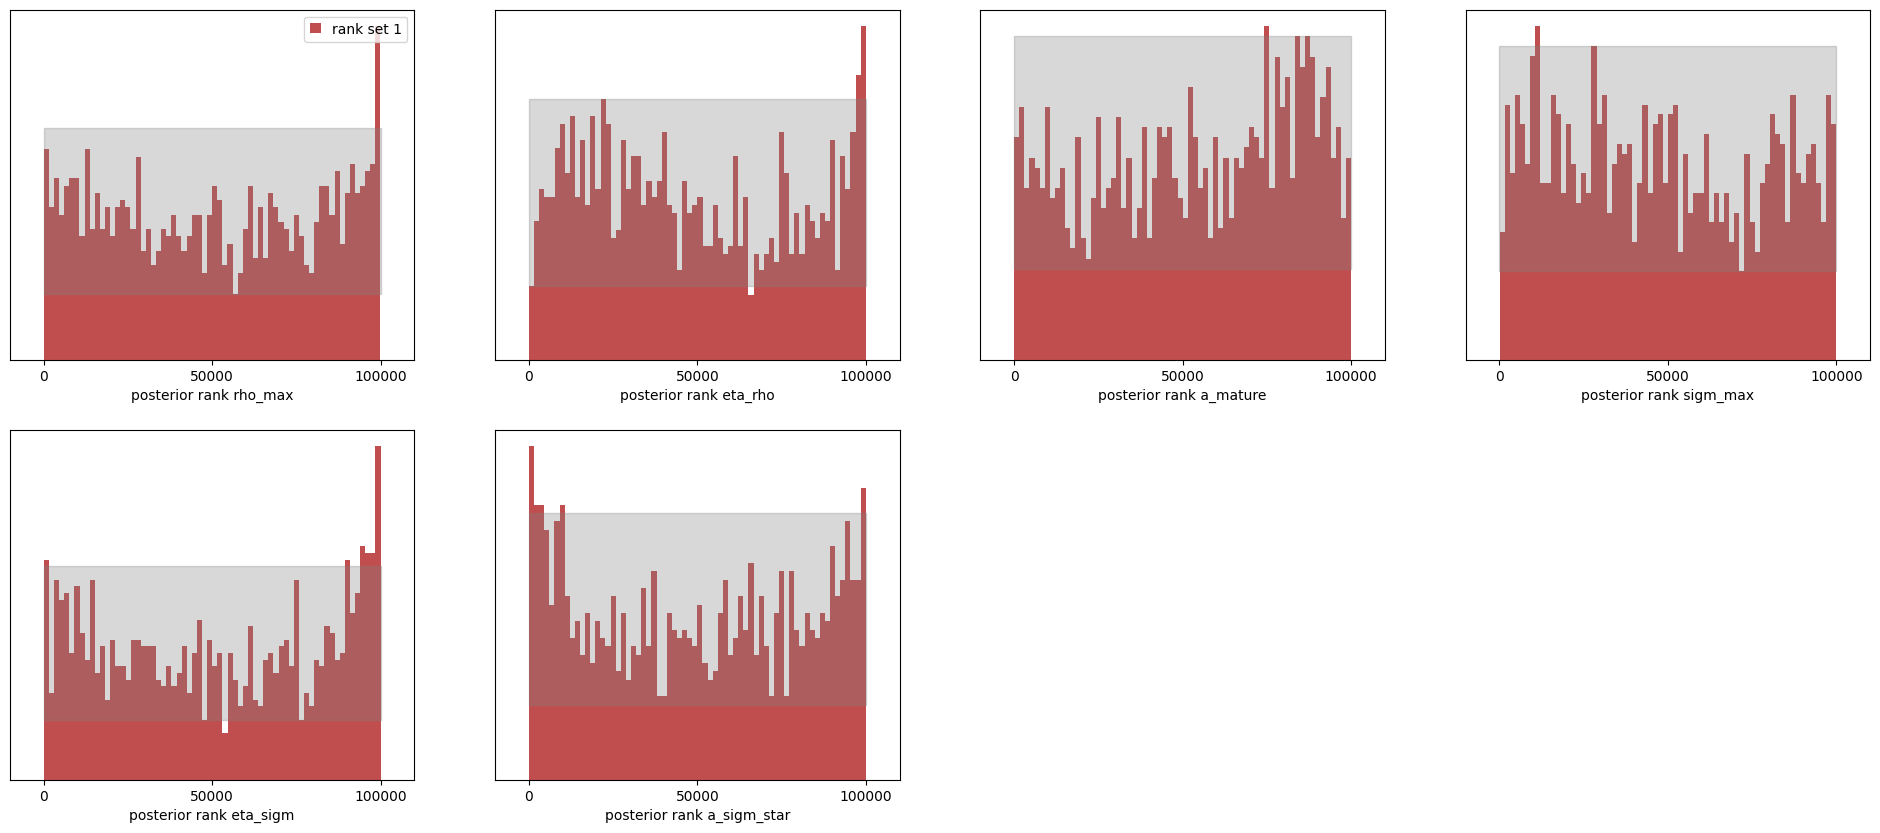 rank set 1
0 50000 100000
posterior rank rho_max
0 50000 100000
posterior rank eta_rho
0 50000 100000
posterior rank a_mature
0 50000 100000
posterior rank sigm_max
0 50000 100000
posterior rank eta_sigm
0 50000 100000
posterior rank a_sigm_star